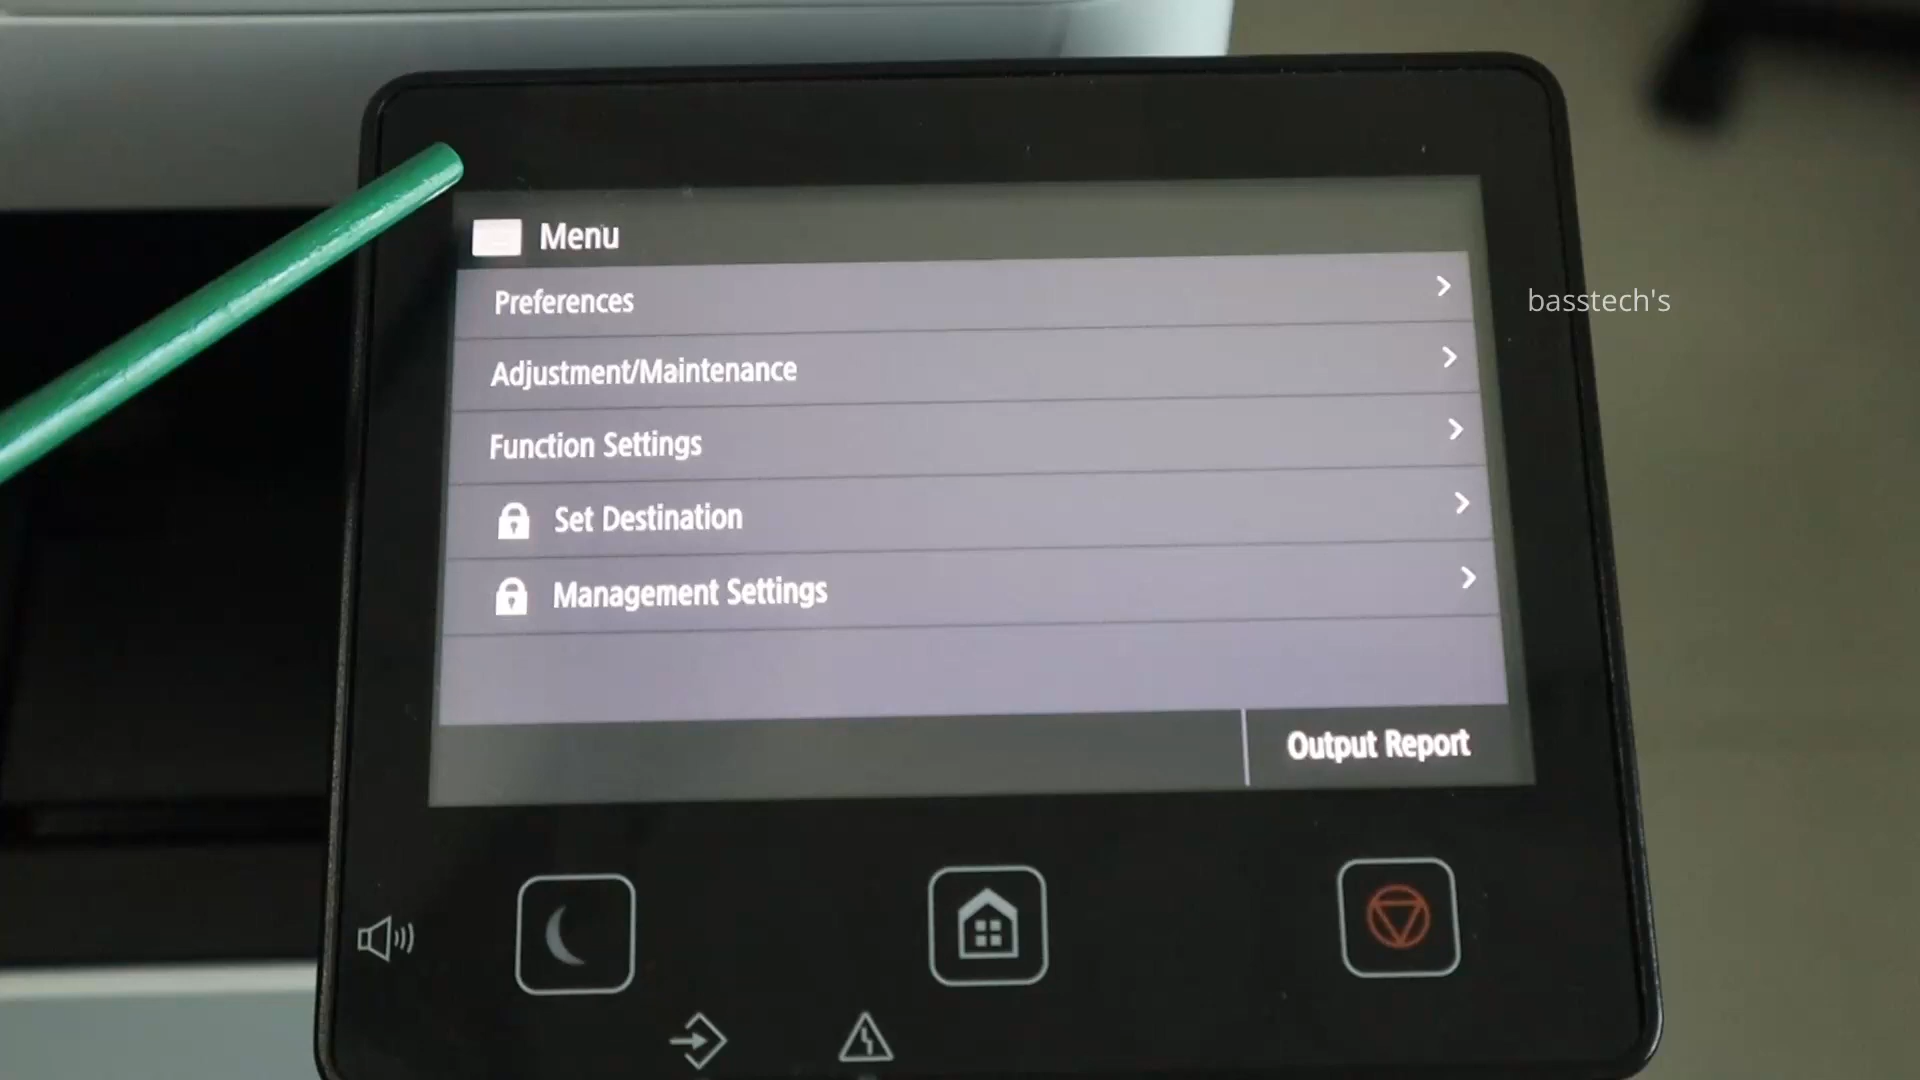 Menu
Preferences
basstech's
Adjustment/Maintenance
Function Settings
Set Destination
Management Settings
Output Report